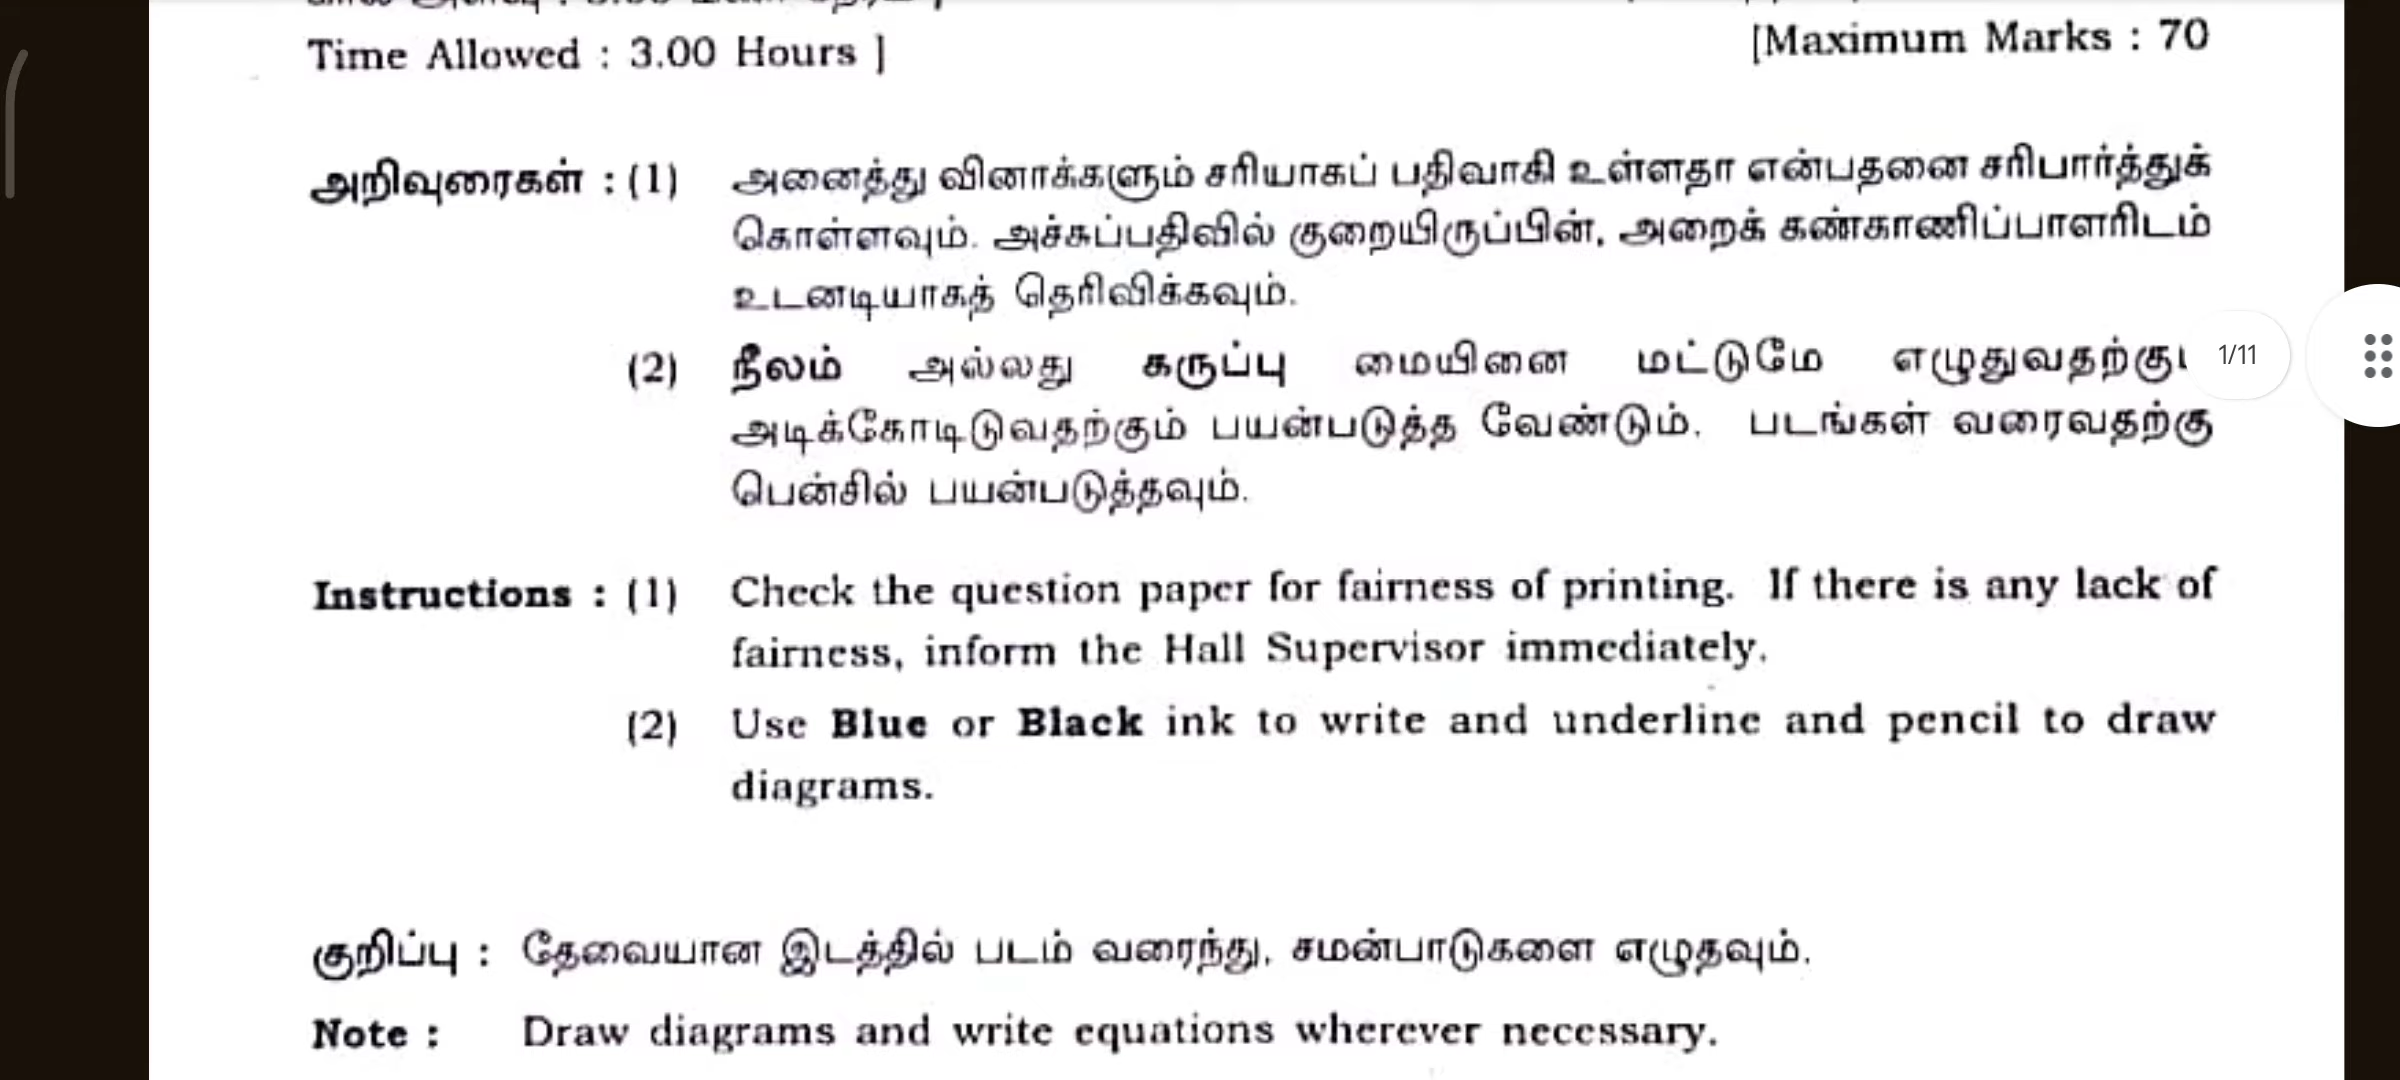 Time Allowed : 3.00 Hours ]
[Maximum Marks : 70
அறிவுரைகள் : (1) அனைத்து வினாக்களும் சரியாகப் பதிவாகி உள்ளதா என்பதனை சரிபார்த்துக்
கொள்ளவும். அச்சுப்பதிவில் குறையிருப்பின், அறைக் கண்காணிப்பாளரிடம்
உடனடியாகத் தெரிவிக்கவும்.
(2) நீலம் அல்லது கருப்பு மையினை மட்டுமே
1/11
அடிக்கோடிடுவதற்கும் பயன்படுத்த வேண்டும். படங்கள் வரைவதற்கு
பென்சில் பயன்படுத்தவும்.
Instructions : (1) Check the question paper for fairness of printing. If there is any lack of
fairness, inform the Hall Supervisor immediately.
(2) Use Blue or Black ink to write and underline and pencil to draw
diagrams.
குறிப்பு : தேவையான இடத்தில் படம் வரைந்து, சமன்பாடுகளை எழுதவும்.
Note : Draw diagrams and write equations wherever necessary.